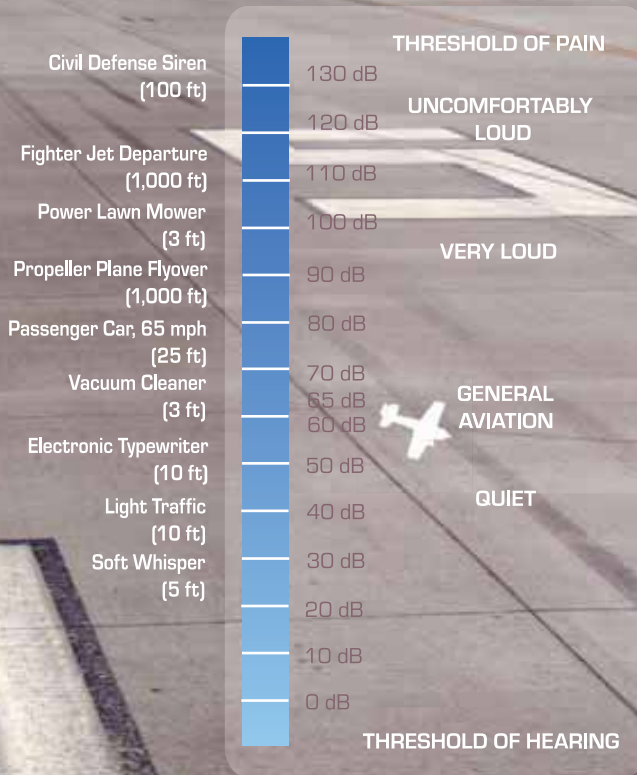 Civil Defense Siren
(100 ft)
Fighter Jet Departure
(1,000 ft)
Power Lawn Mower
(3 ft)
Propeller Plane Flyover
(1,000 ft)
Passenger Car, 65 mph
(25 ft)
Vacuum Cleaner
(3 ft)
Electronic Typewriter
(10 ft)
Light Traffic
(10 ft)
Soft Whisper
(5 ft)
130 dB
120 dB
110 dB
100 dB
90 dB
80 dB
70 dB
65 dB
60 dB
50 dB
40 dB
30 dB
20 dB
10 dB
0 dB
THRESHOLD OF PAIN
UNCOMFORTABLY
LOUD
VERY LOUD
GENERAL
AVIATION
QUIET
THRESHOLD OF HEARING